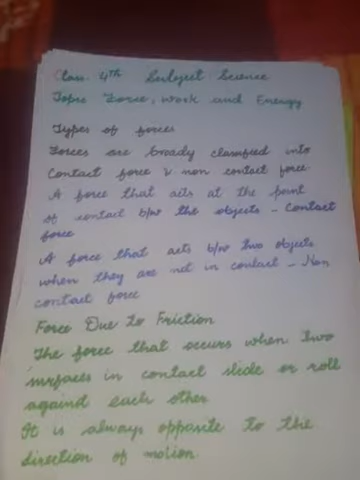 Class 4th Subject Science
Topic Force, Work and Energy
Types of forces
Forces are broady classified into
Contact force & non contact force
A force that acts at the point
of contact b/w the objects - Contact
force
A force that acts b/w two objects
when they are not in contact - Non
contact force
Force Due to Friction
The force that occurs when two
surfaces in contact slide or roll
against each other
It is always opposite to the
direction of motion.